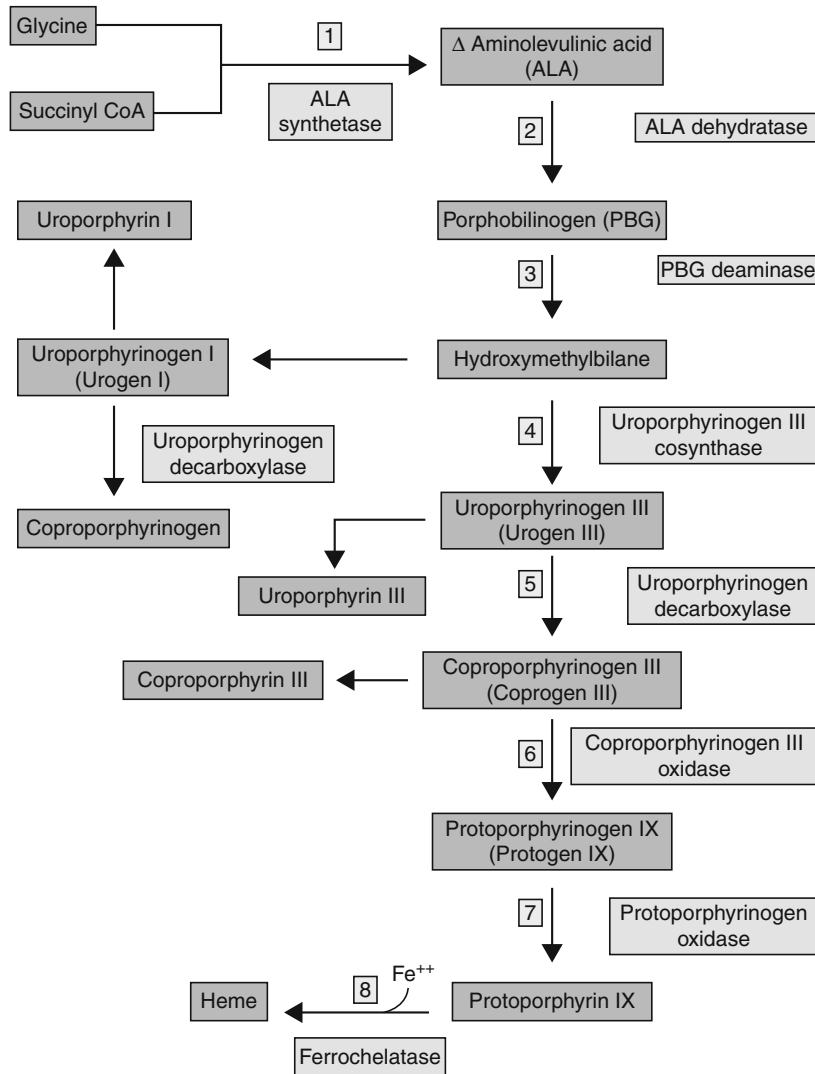 Glycine
1
Δ Aminolevulinic acid
(ALA)
Succinyl CoA
ALA
synthetase
2
ALA dehydratase
Uroporphyrin I
Porphobilinogen (PBG)
3
PBG deaminase
Uroporphyrinogen I
(Urogen I)
Hydroxymethylbilane
Uroporphyrinogen
decarboxylase
4
Uroporphyrinogen III
cosynthase
Coproporphyrinogen
Uroporphyrinogen III
(Urogen III)
Uroporphyrin III
5
Uroporphyrinogen
decarboxylase
Coproporphyrin III
Coproporphyrinogen III
(Coprogen III)
6
Coproporphyrinogen III
oxidase
Protoporphyrinogen IX
(Protogen IX)
7
Protoporphyrinogen
oxidase
Heme
8
Fe++
Protoporphyrin IX
Ferrochelatase